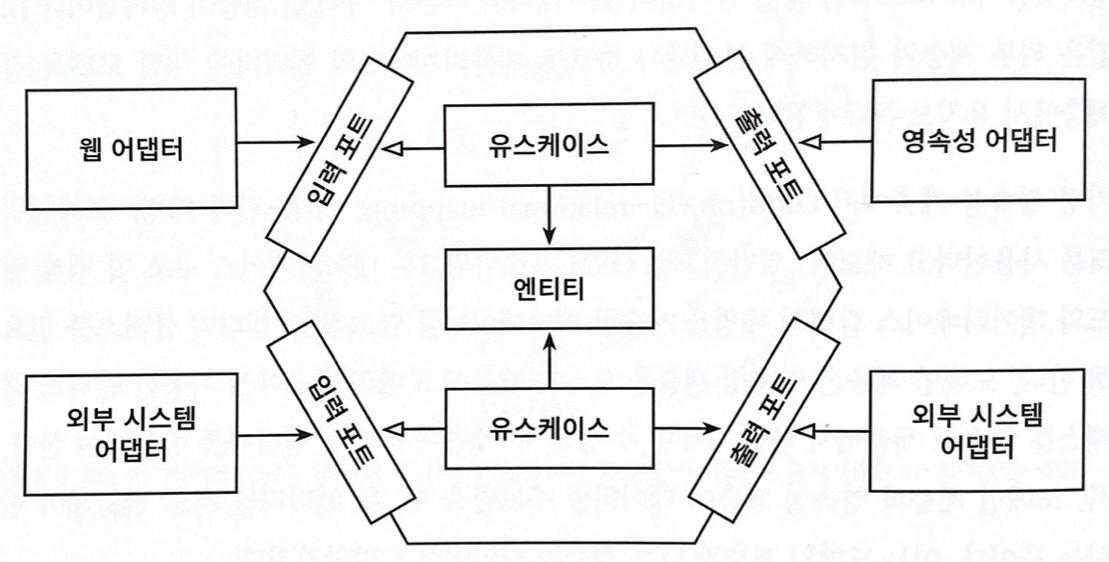 웹 어댑터
입력 포트
유스케이스
출력 포트
영속성 어댑터
엔티티
외부 시스템
어댑터
입력 포트
유스케이스
출력 포트
외부 시스템
어댑터